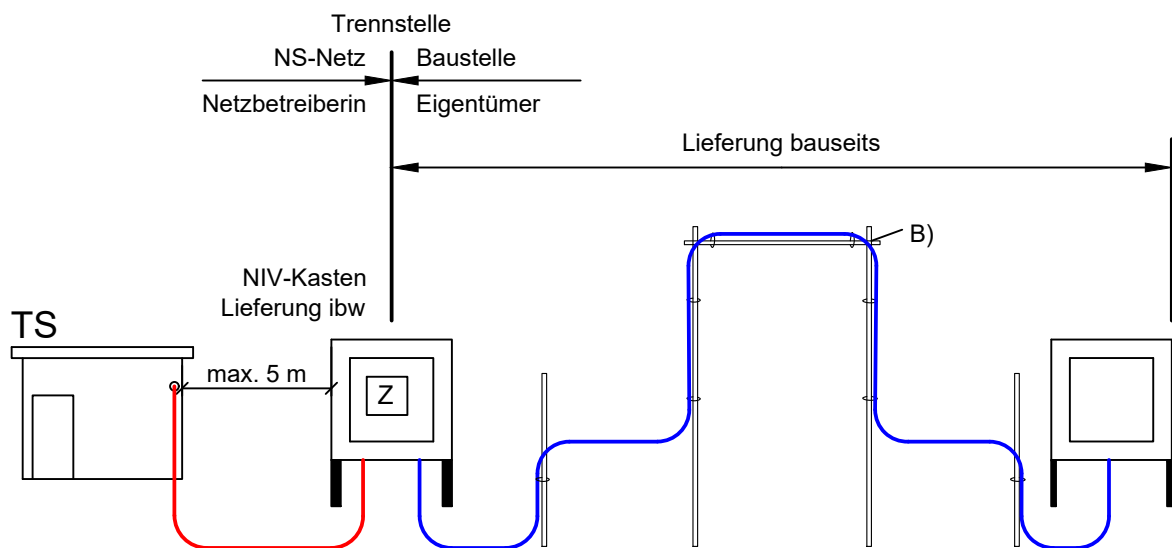 Trennstelle
NS-Netz
Baustelle
Netzbetreiberin
Eigentümer
Lieferung bauseits
B)
NIV-Kasten
Lieferung ibw
TS
max. 5 m
Z